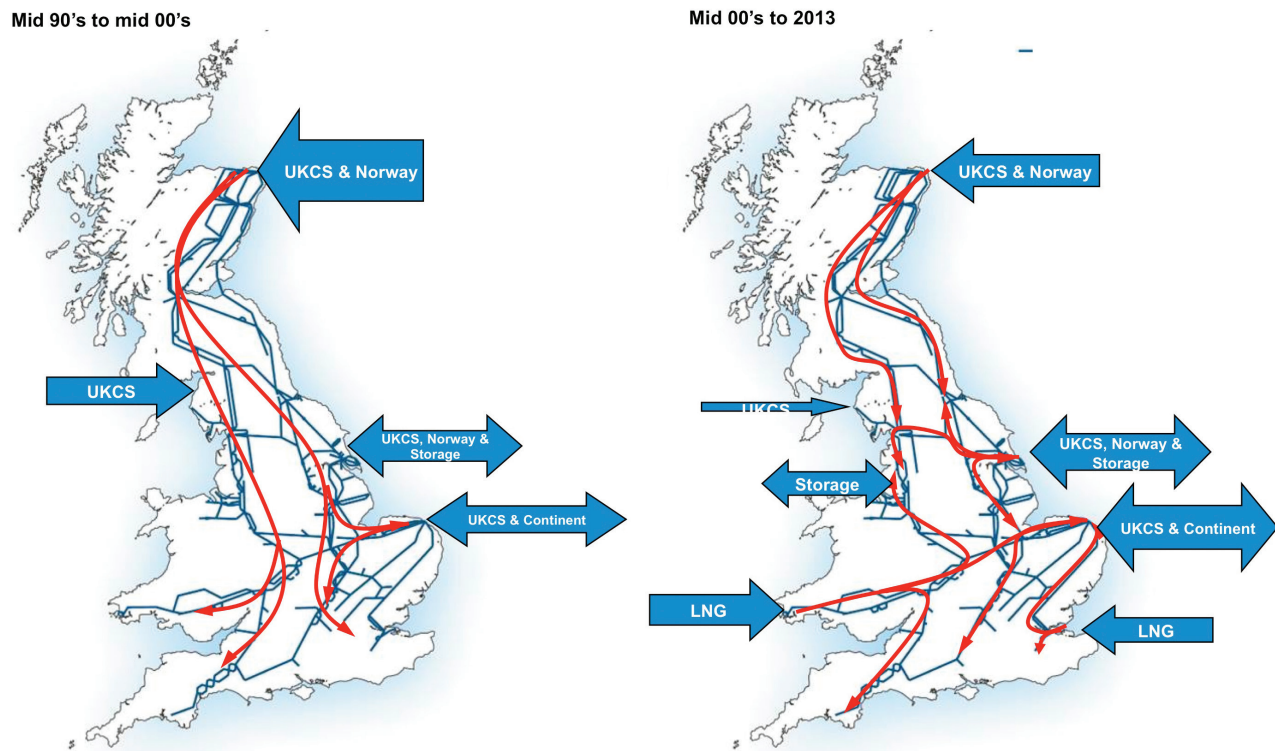 Mid 90's to mid 00's
UKCS & Norway
UKCS
UKCS, Norway &
Storage
UKCS & Continent
Mid 00's to 2013
UKCS & Norway
UKCS
UKCS, Norway &
Storage
Storage
UKCS & Continent
LNG
LNG